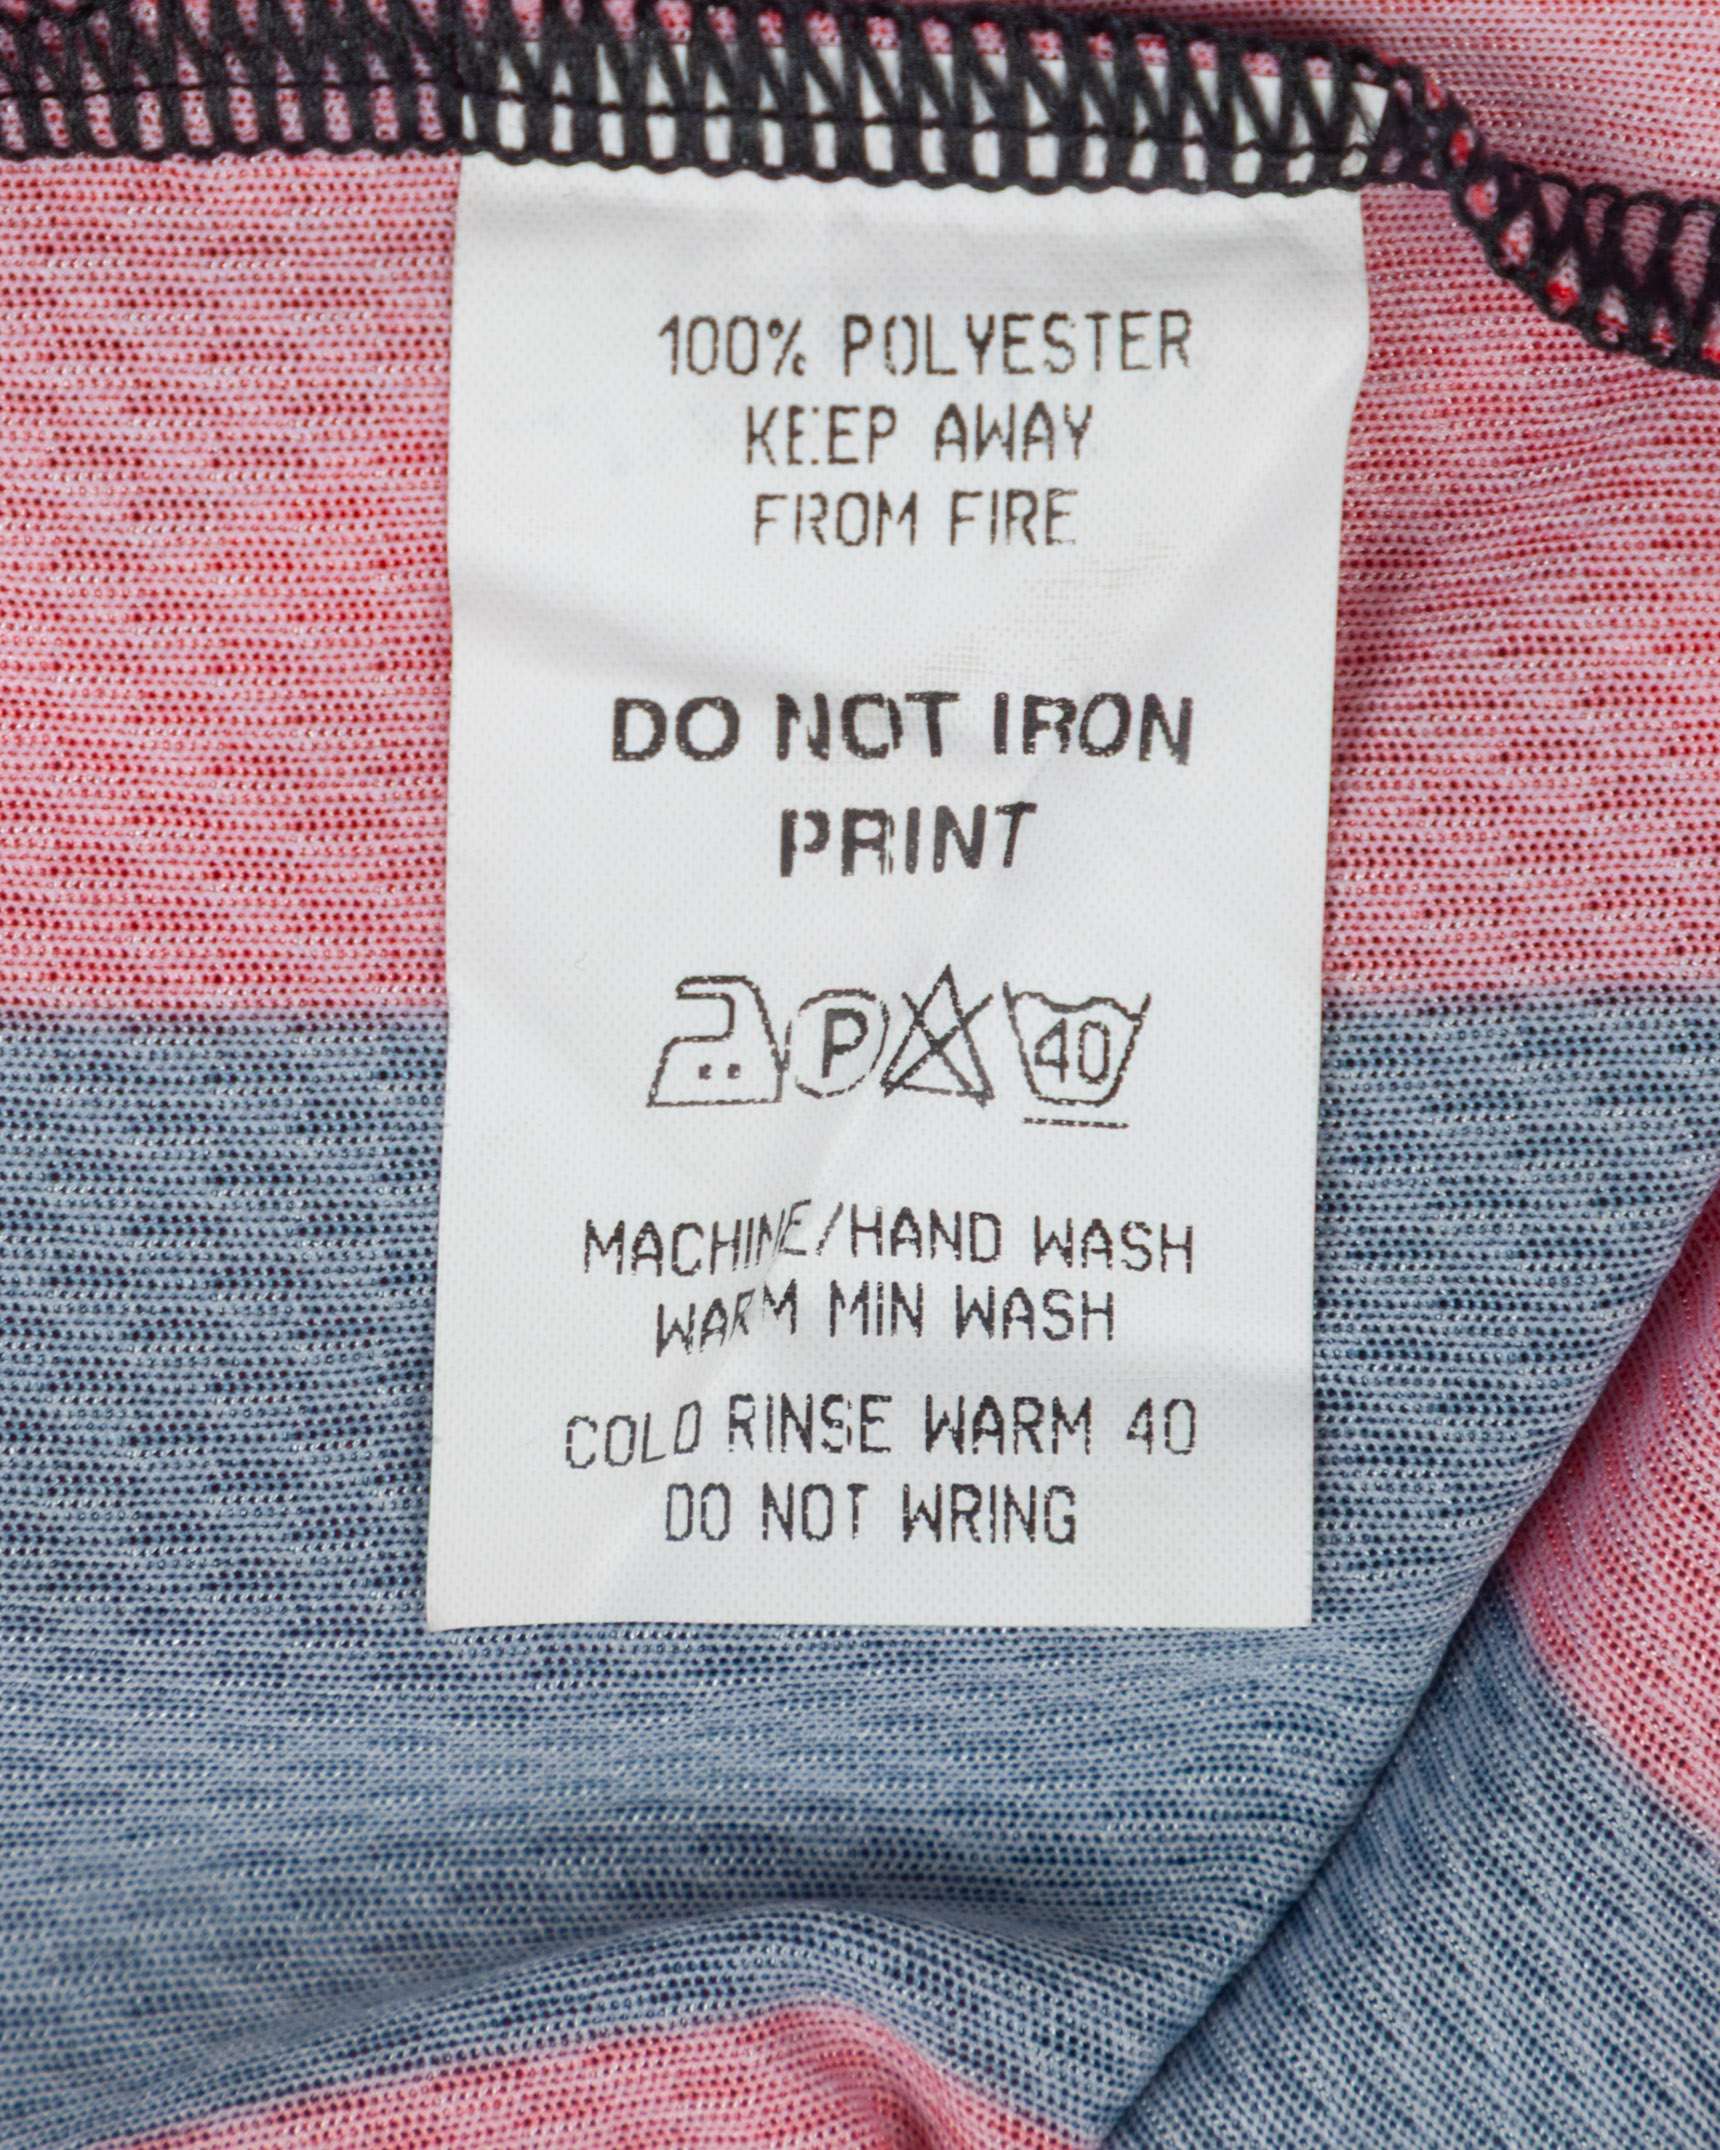 100% POLYESTER
KEEP AWAY
FROM FIRE
DO NOT IRON
PRINT
P 40
MACHINE/HAND WASH
WARM MIN WASH
COLD RINSE WARM 40
DO NOT WRING